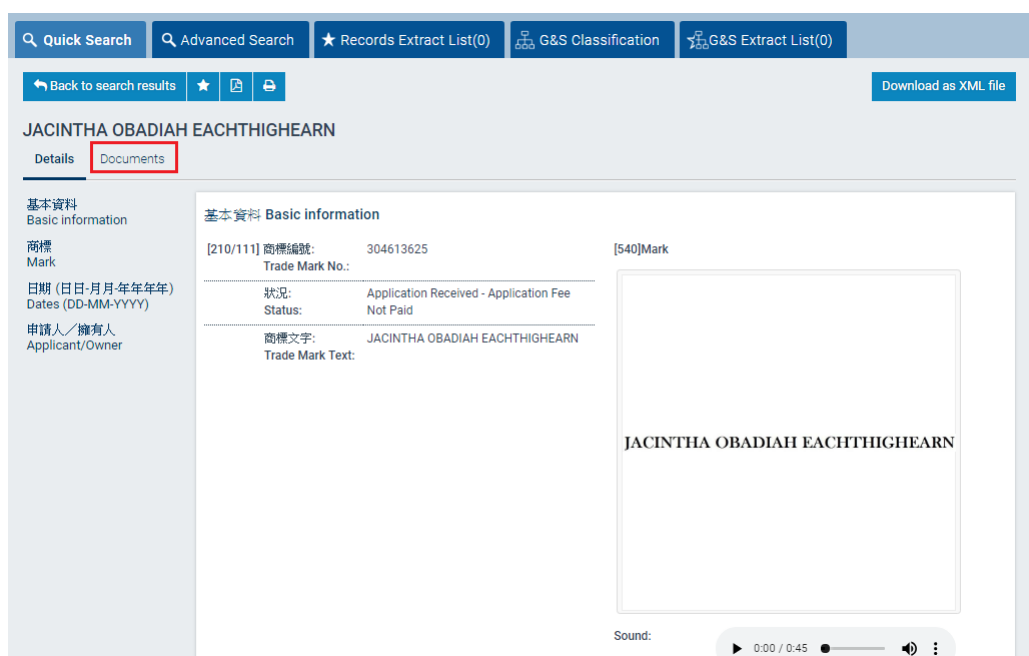 Quick Search Advanced Search Records Extract List(0) G&S Classification G&S Extract List(0)
Back to search results Download as XML file
JACINTHA OBADIAH EACHTHIGHEARN
Details Documents
基本資料
Basic information
商標
Mark
日期 (日日-月月-年年年年)
Dates (DD-MM-YYYY)
申請人／擁有人
Applicant/Owner
基本資料 Basic information
[210/111] 商標編號: 304613625
Trade Mark No.:
狀況: Application Received - Application Fee
Status: Not Paid
商標文字: JACINTHA OBADIAH EACHTHIGHEARN
Trade Mark Text:
[540]Mark
JACINTHA OBADIAH EACHTHIGHEARN
Sound:
0:00 / 0:45